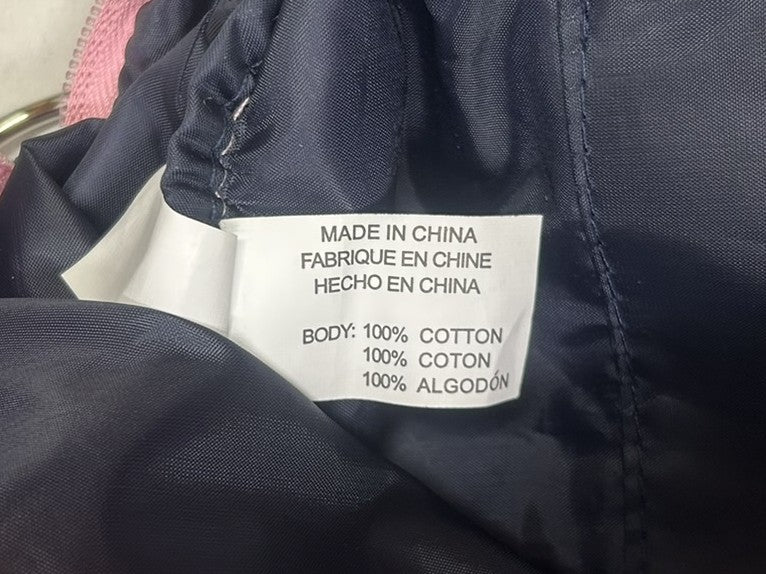 MADE IN CHINA
FABRIQUE EN CHINE
HECHO EN CHINA
BODY: 100% COTTON
100% COTON
100% ALGODÓN